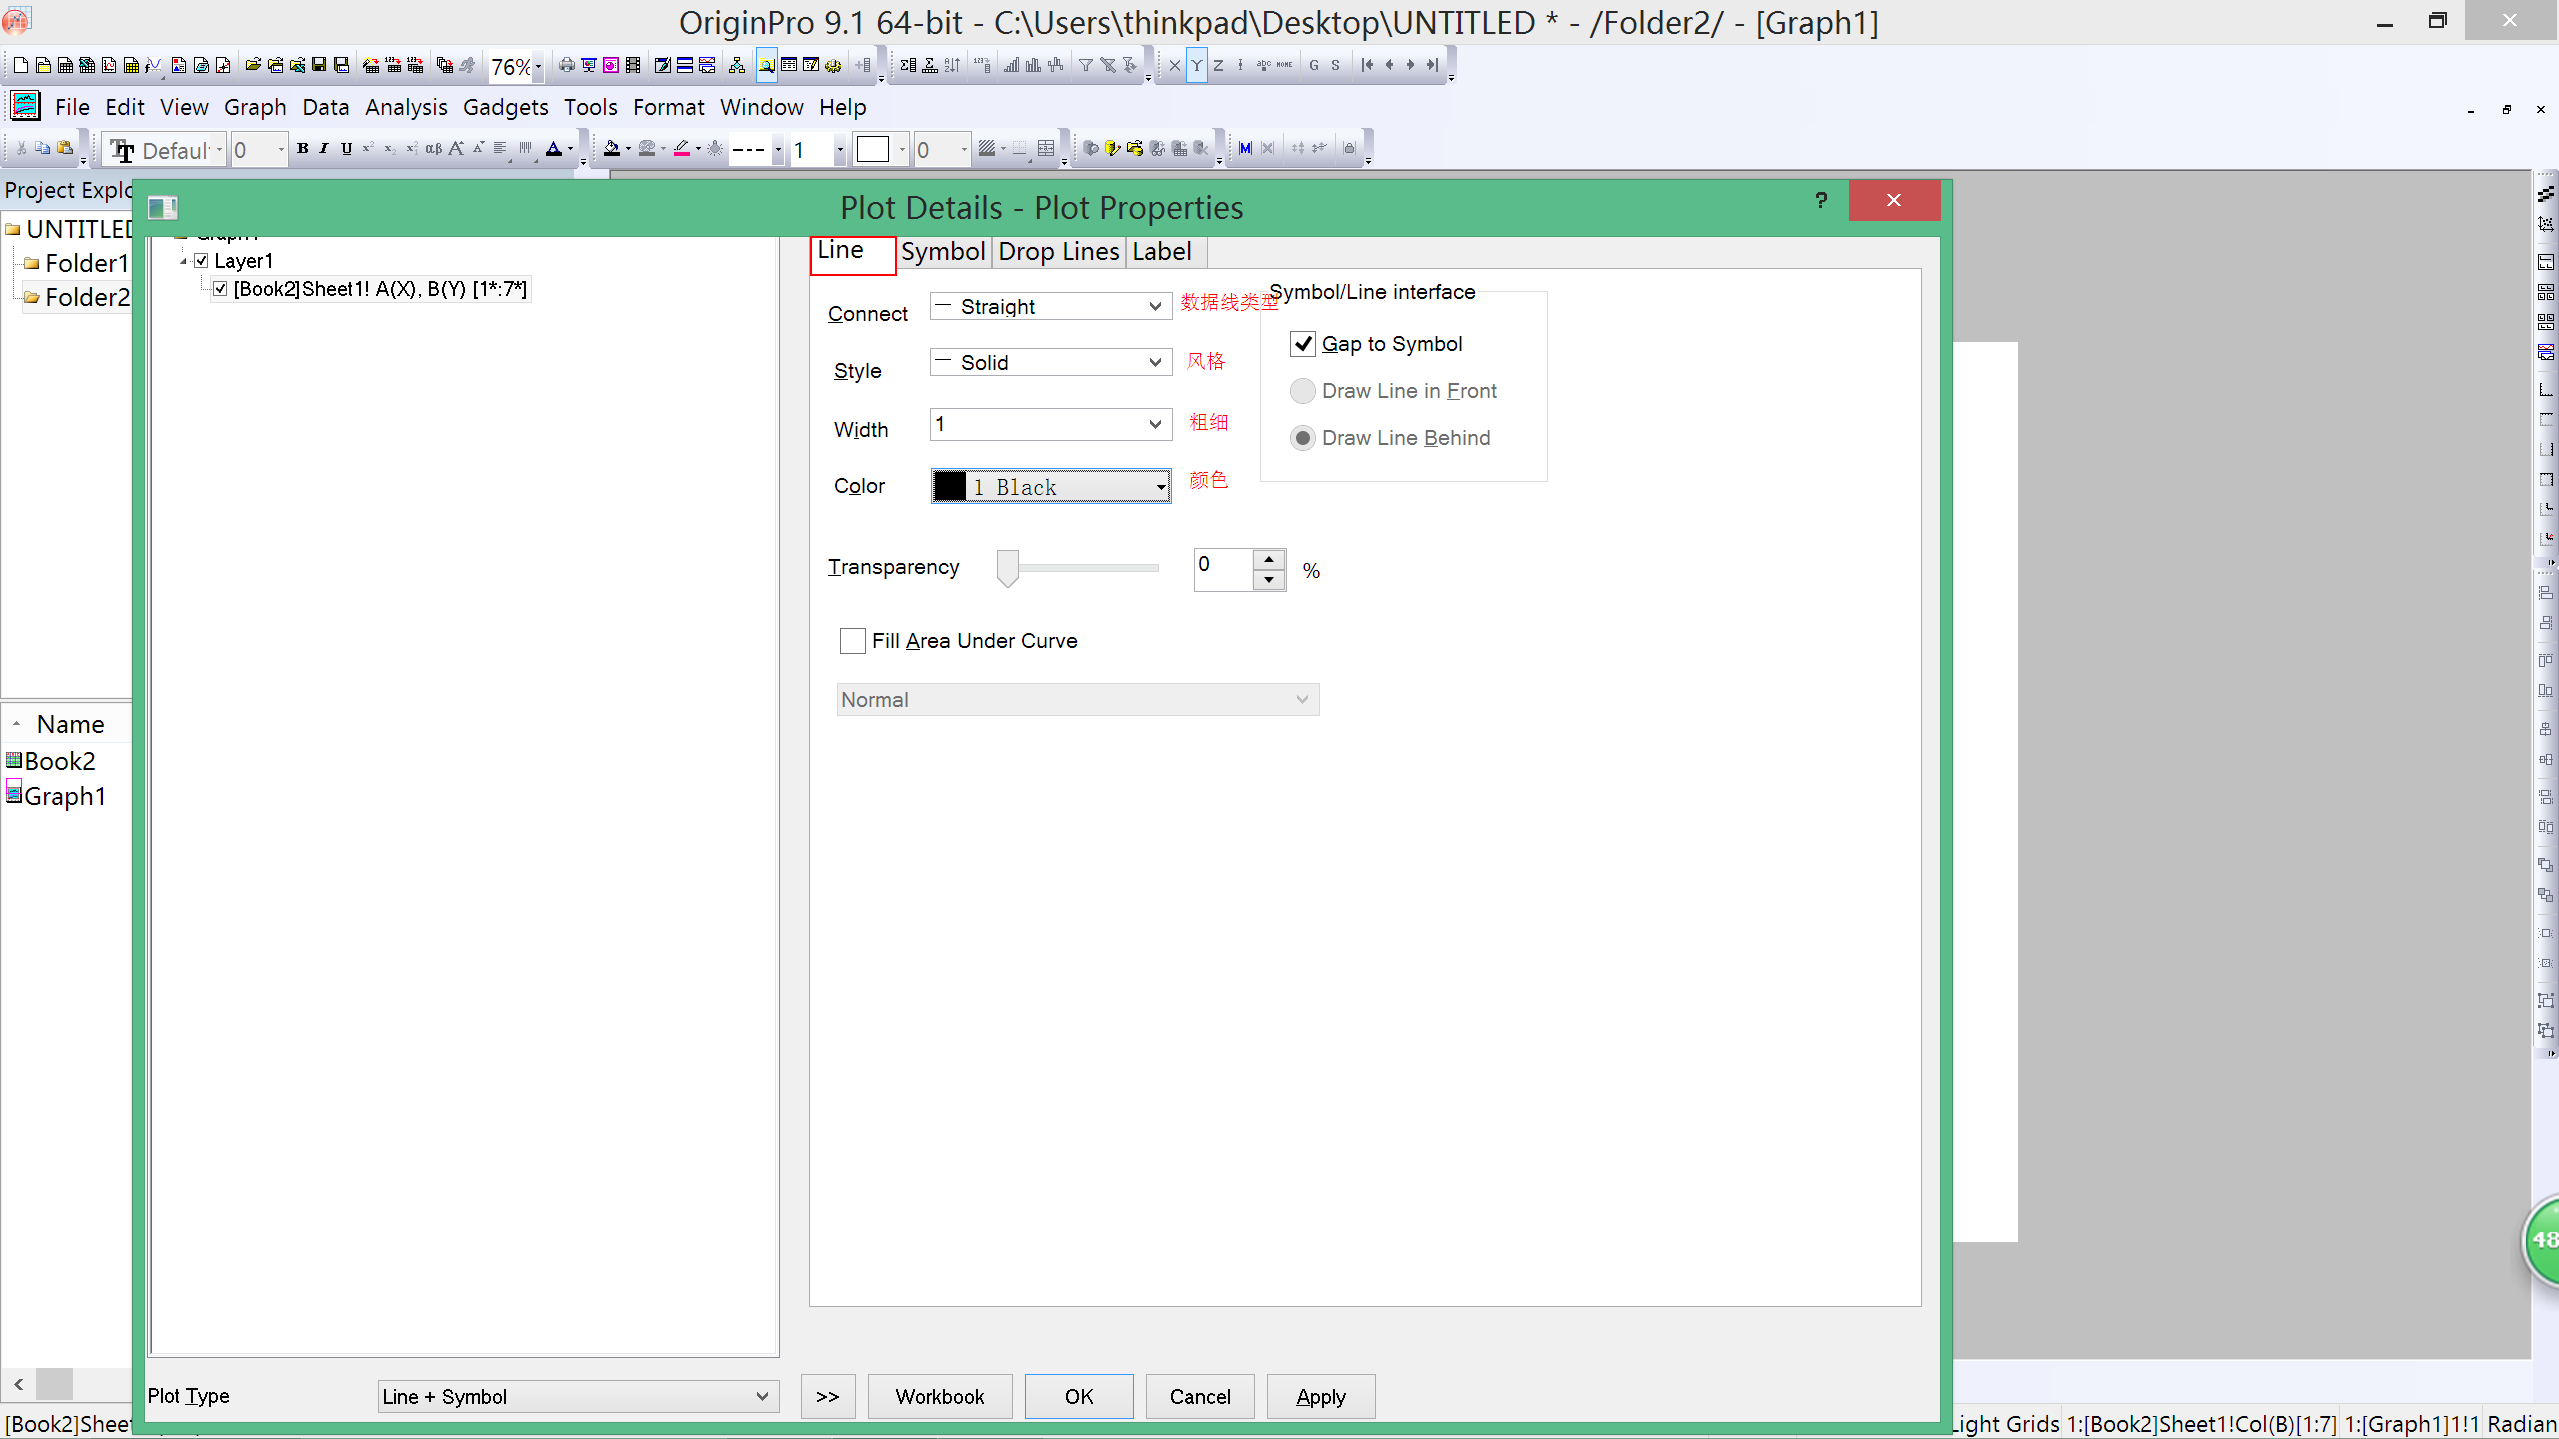 OriginPro 9.1 64-bit - C:\Users\thinkpad\Desktop\UNTITLED * - /Folder2/ - [Graph1]
76%
X Y Z
G S
File Edit View Graph Data Analysis Gadgets Tools Format Window Help
Defaul 0 B I U
1 0
Project Explo
UNTITLED
Folder1
Folder2
Name
Book2
Graph1
Plot Details - Plot Properties
?
Layer1
[Book2]Sheet1! A(X), B(Y) [1*:7*]
Line Symbol Drop Lines Label
Connect Straight 数据线类型
Style Solid 风格
Width 1 粗细
Color 1 Black 颜色
Symbol/Line interface
Gap to Symbol
Draw Line in Front
Draw Line Behind
Transparency 0 %
Fill Area Under Curve
Normal
Plot Type Line + Symbol
>> Workbook OK Cancel Apply
48
[Book2]Sheet
Light Grids 1:[Book2]Sheet1!Col(B)[1:7] 1:[Graph1]1!1 Radian